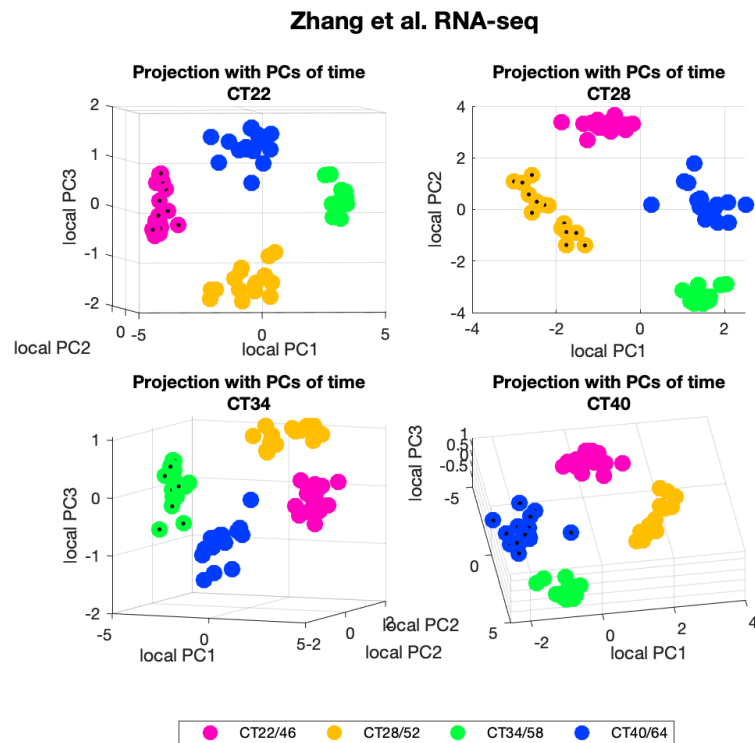 Zhang et al. RNA-seq
Projection with PCs of time
CT22
2
1
0
-1
-2
local PC3
0
-5
0
5
local PC2
local PC1
Projection with PCs of time
CT28
4
2
0
-2
-4
local PC2
-4
-2
0
2
local PC1
Projection with PCs of time
CT34
1
0
-1
-2
local PC3
-5
0
5
-2
0
2
local PC1
local PC2
Projection with PCs of time
CT40
1
0.5
0
-0.5
local PC3
-5
0
5
local PC2
-2
0
2
4
local PC1
CT22/46
CT28/52
CT34/58
CT40/64